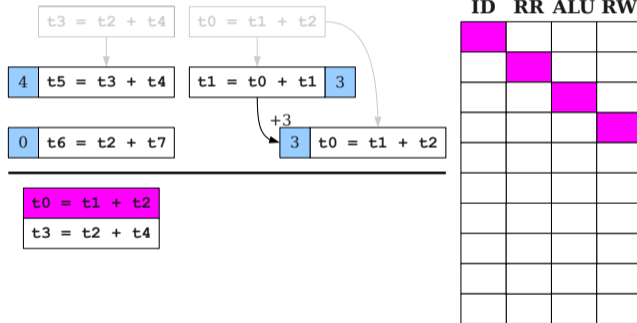 ID RR ALU RW
t3 = t2 + t4
t0 = t1 + t2
4 t5 = t3 + t4
t1 = t0 + t1 3
+3
0 t6 = t2 + t7
3 t0 = t1 + t2
t0 = t1 + t2
t3 = t2 + t4